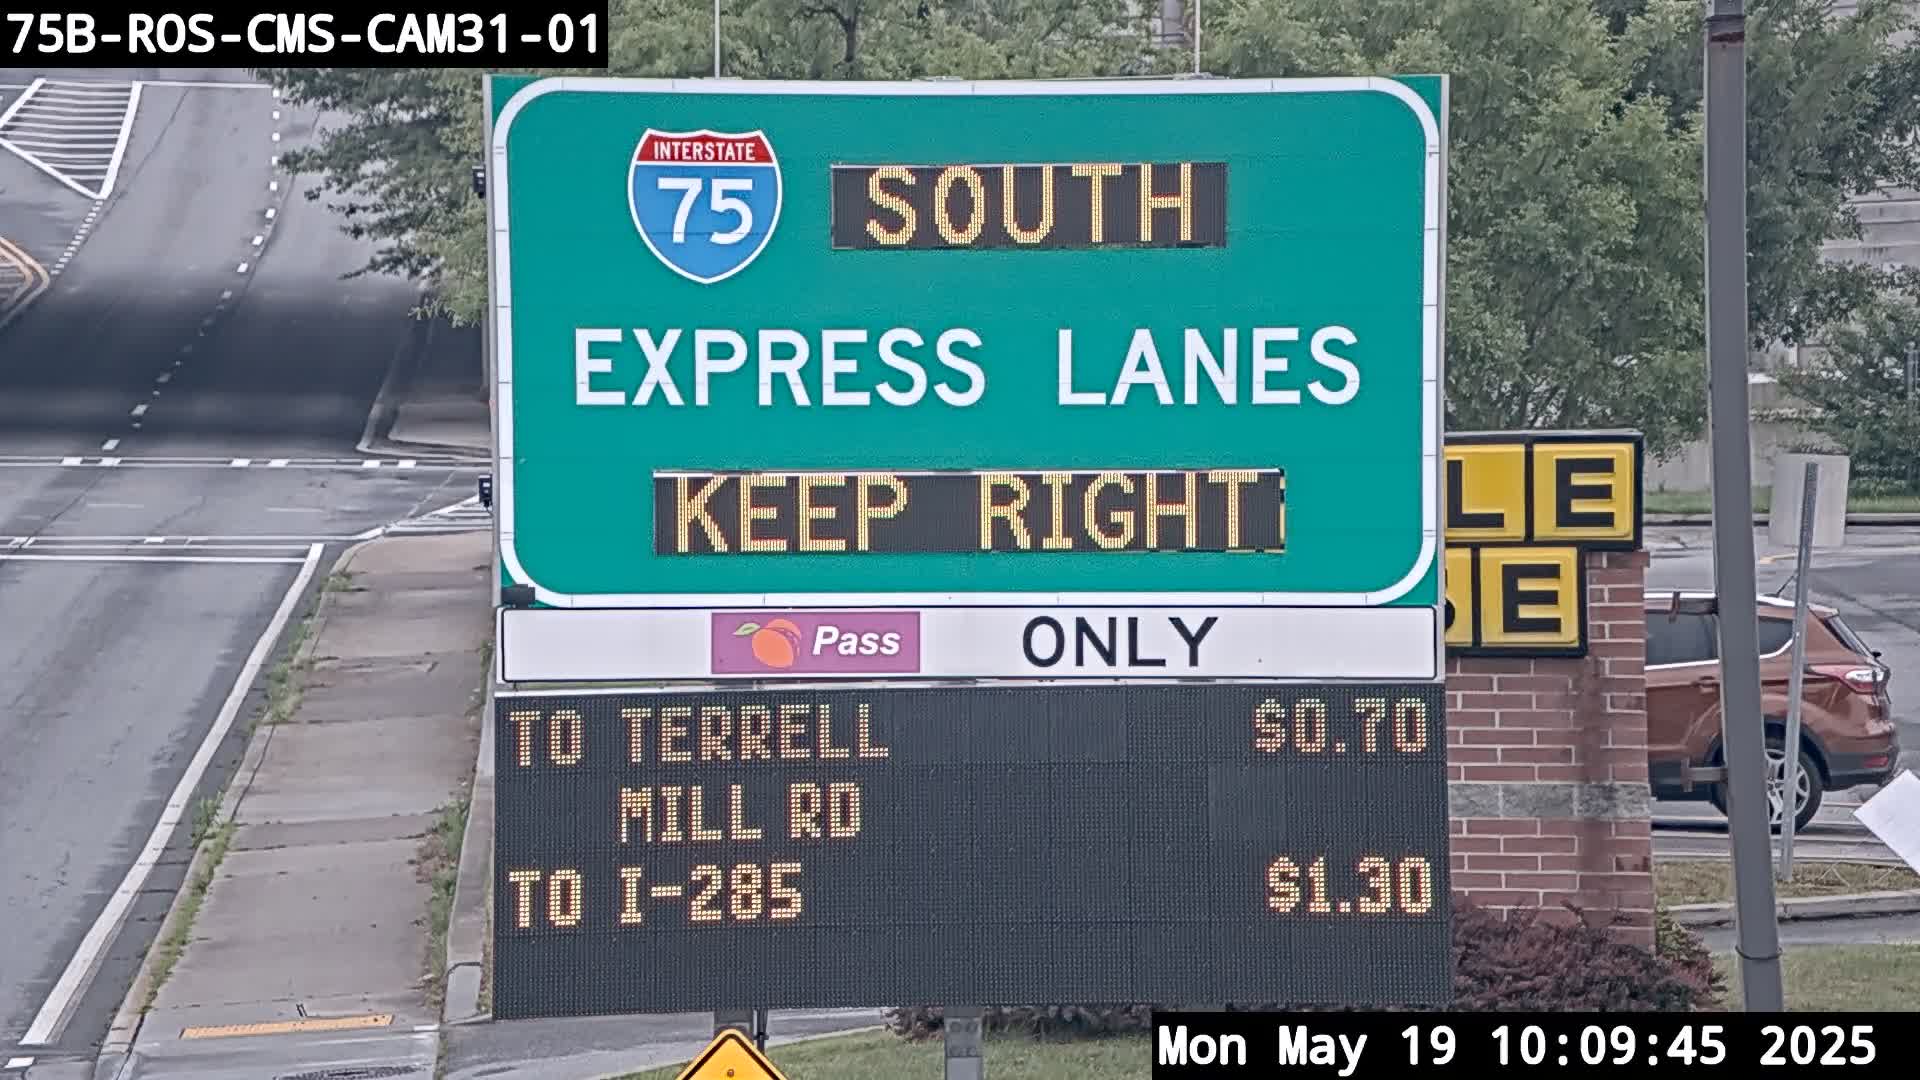 75B-ROS-CMS-CAM31-01
INTERSTATE
75
SOUTH
EXPRESS LANES
KEEP RIGHT
Pass ONLY
TO TERRELL $0.70
MILL RD
TO I-285 $1.30
LE
E
Mon May 19 10:09:45 2025